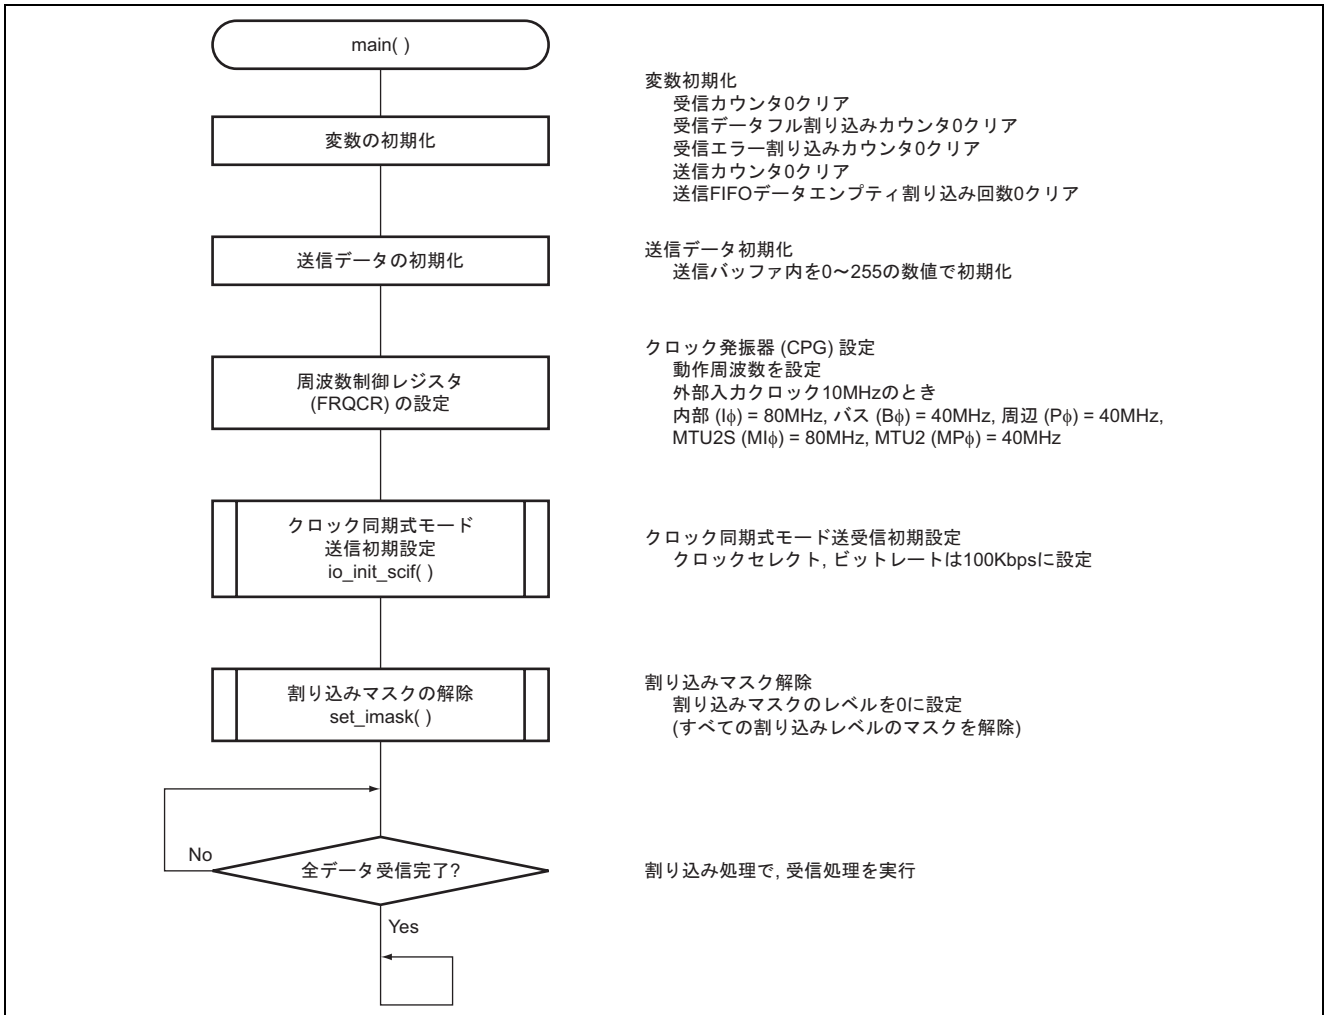 main( )
変数の初期化
変数初期化
受信カウンタ0クリア
受信データフル割り込みカウンタ0クリア
受信エラー割り込みカウンタ0クリア
送信カウンタ0クリア
送信FIFOデータエンプティ割り込み回数0クリア
送信データの初期化
送信データ初期化
送信バッファ内を0～255の数値で初期化
周波数制御レジスタ
(FRQCR) の設定
クロック発振器 (CPG) 設定
動作周波数を設定
外部入力クロック10MHzのとき
内部 (Iφ) = 80MHz, バス (Bφ) = 40MHz, 周辺 (Pφ) = 40MHz,
MTU2S (MIφ) = 80MHz, MTU2 (MPφ) = 40MHz
クロック同期式モード
送信初期設定
io_init_scif( )
クロック同期式モード送受信初期設定
クロックセレクト, ビットレートは100Kbpsに設定
割り込みマスクの解除
set_imask( )
割り込みマスク解除
割り込みマスクのレベルを0に設定
(すべての割り込みレベルのマスクを解除)
No
全データ受信完了?
割り込み処理で, 受信処理を実行
Yes